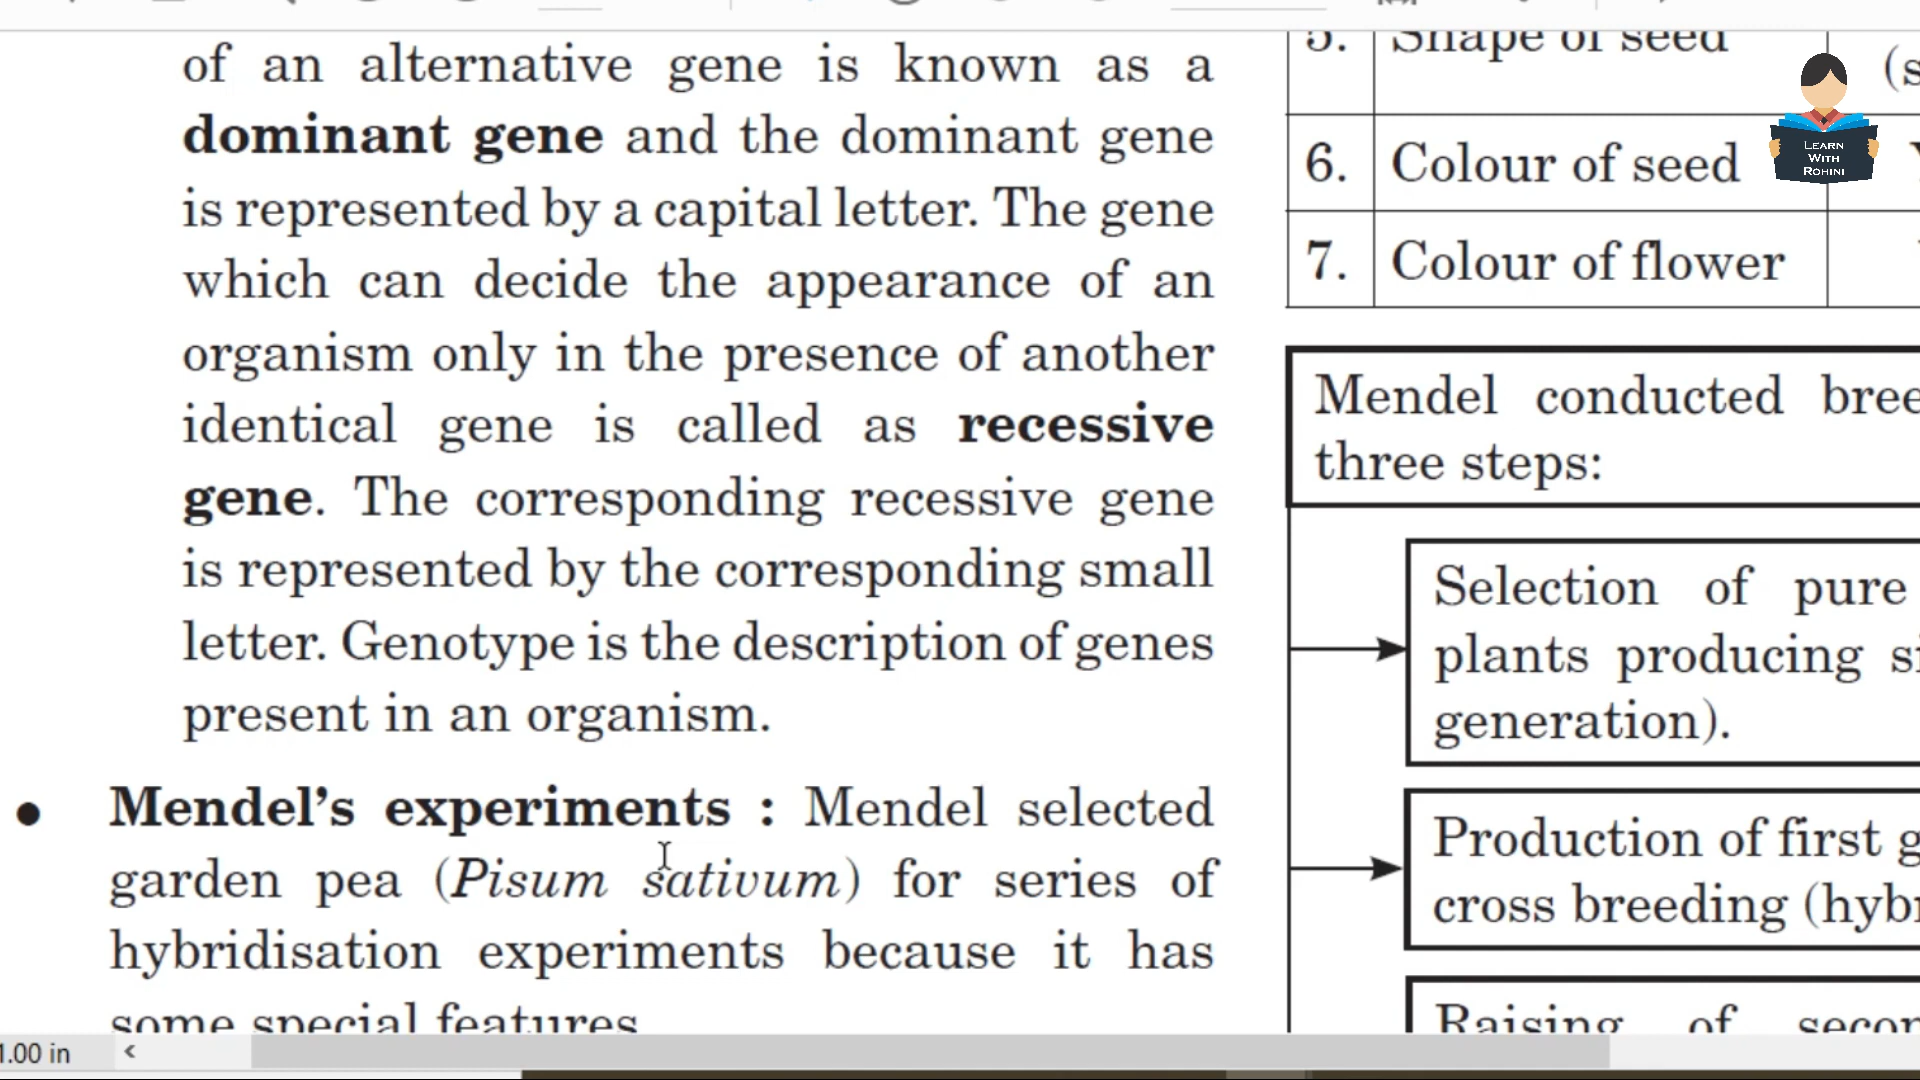 of an alternative gene is known as a
dominant gene and the dominant gene
is represented by a capital letter. The gene
which can decide the appearance of an
organism only in the presence of another
identical gene is called as recessive
gene. The corresponding recessive gene
is represented by the corresponding small
letter. Genotype is the description of genes
present in an organism.
● Mendel's experiments : Mendel selected
garden pea (Pisum sativum) for series of
hybridisation experiments because it has
some special features
5. Shape of seed
6. Colour of seed
7. Colour of flower
LEARN
WITH
ROHINI
Mendel conducted
three steps:
Selection of pure
plants producing
generation).
Production of first
cross breeding
Raising of
1.00 in